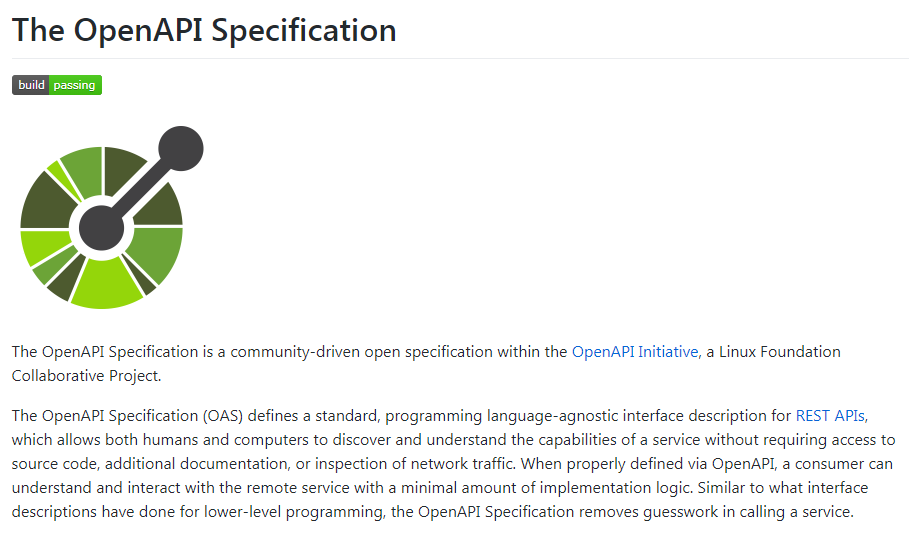 The OpenAPI Specification
build passing
The OpenAPI Specification is a community-driven open specification within the OpenAPI Initiative, a Linux Foundation
Collaborative Project.
The OpenAPI Specification (OAS) defines a standard, programming language-agnostic interface description for REST APIs,
which allows both humans and computers to discover and understand the capabilities of a service without requiring access to
source code, additional documentation, or inspection of network traffic. When properly defined via OpenAPI, a consumer can
understand and interact with the remote service with a minimal amount of implementation logic. Similar to what interface
descriptions have done for lower-level programming, the OpenAPI Specification removes guesswork in calling a service.